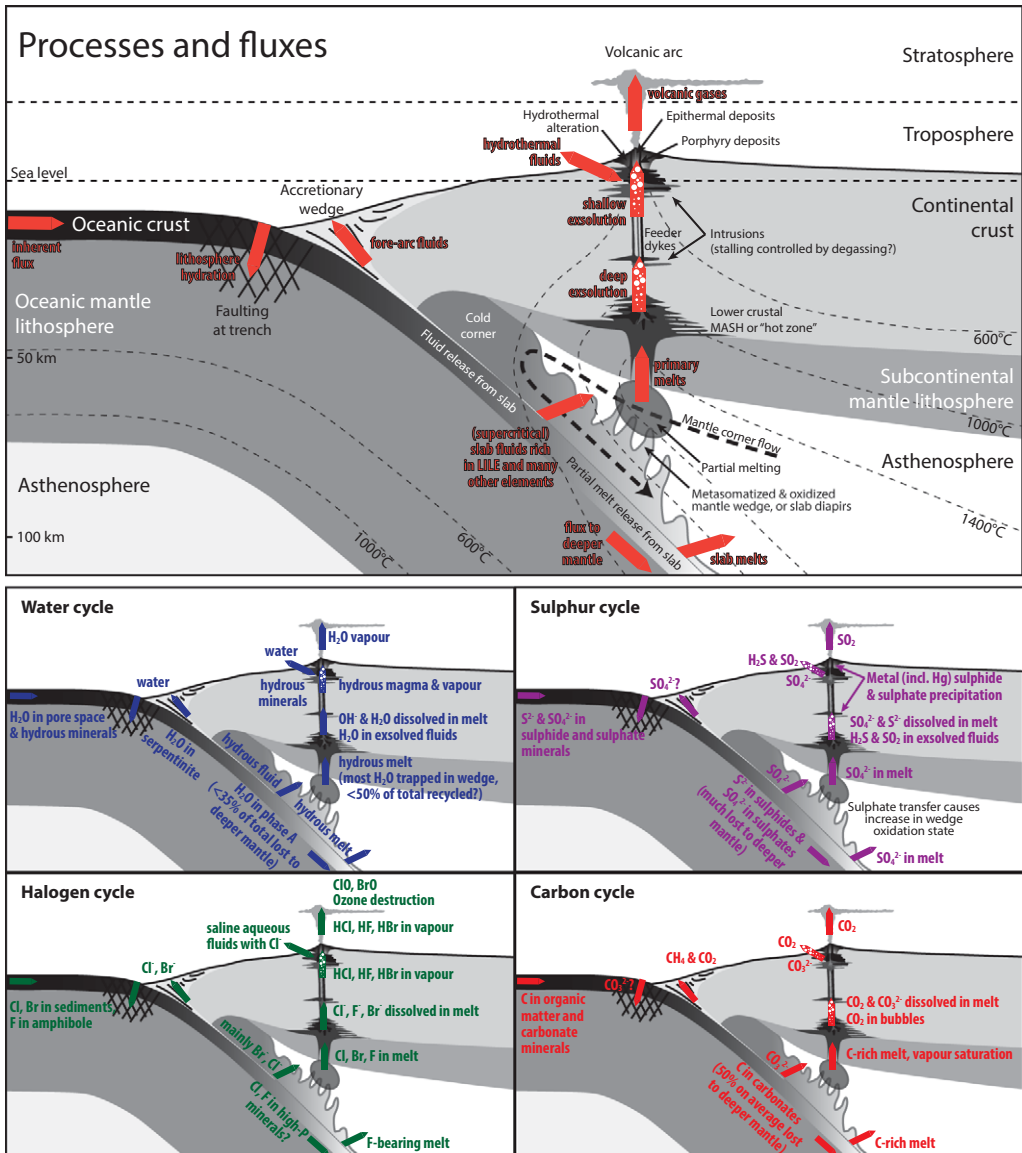 Processes and fluxes
Volcanic arc
Stratosphere
volcanic gases
Hydrothermal
alteration
Epithermal deposits
Porphyry deposits
Troposphere
hydrothermal
fluids
Sea level
Accretionary
wedge
shallow
exsolution
Continental
crust
Oceanic crust
inherent
flux
lithosphere
hydration
fore-arc fluids
Feeder
dykes
Intrusions
(stalling controlled by degassing?)
deep
exsolution
Oceanic mantle
lithosphere
Faulting
at trench
Cold
corner
Lower crustal
MASH or “hot zone”
600°C
50 km
Fluid release from slab
primary
melts
Subcontinental
mantle lithosphere
1000°C
Mantle corner flow
(supercritical)
slab fluids rich
in LILE and many
other elements
Partial melting
Asthenosphere
Asthenosphere
Partial melt release from slab
Metasomatized & oxidized
mantle wedge, or slab diapirs
1400°C
100 km
1000°C
600°C
flux to
deeper
mantle
slab melts
Water cycle
H₂O vapour
water
water
hydrous
minerals
hydrous magma & vapour
H₂O in pore space
& hydrous minerals
H₂O in
serpentinite
OH⁻ & H₂O dissolved in melt
H₂O in exsolved fluids
hydrous fluid
hydrous melt
(most H₂O trapped in wedge,
<50% of total recycled?)
H₂O in phase A
(<35% of total lost to
deeper mantle)
hydrous melt
Sulphur cycle
SO₂
H₂S & SO₂
SO₄²⁻
Metal (incl. Hg) sulphide
& sulphate precipitation
SO₄²⁻?
S²⁻ & SO₄²⁻ in
sulphide and sulphate
minerals
SO₄²⁻ & S²⁻ dissolved in melt
H₂S & SO₂ in exsolved fluids
SO₄²⁻
SO₄²⁻ in melt
S²⁻ in sulphides &
SO₄²⁻ in sulphates
(much lost to deeper
mantle)
Sulphate transfer causes
increase in wedge
oxidation state
SO₄²⁻ in melt
Halogen cycle
ClO, BrO
Ozone destruction
saline aqueous
fluids with Cl⁻
HCl, HF, HBr in vapour
Cl⁻, Br⁻
HCl, HF, HBr in vapour
Cl, Br in sediments
F in amphibole
Cl⁻, F⁻, Br⁻ dissolved in melt
mainly Br⁻, Cl⁻
Cl, Br, F in melt
Cl, F in high-P
minerals?
F-bearing melt
Carbon cycle
CO₂
CO₂
CO₃²⁻
CH₄ & CO₂
CO₃²⁻?
C in organic
matter and
carbonate
minerals
CO₂ & CO₃²⁻ dissolved in melt
CO₂ in bubbles
CO₃²⁻
C-rich melt, vapour saturation
C in carbonates
(50% on average lost
to deeper mantle)
C-rich melt